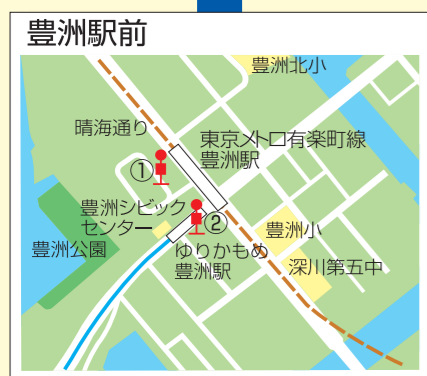 豊洲駅前
豊洲北小
晴海通り
東京メトロ有楽町線
豊洲駅
①
豊洲シビック
センター
②
豊洲小
豊洲公園
ゆりかもめ
豊洲駅
深川第五中